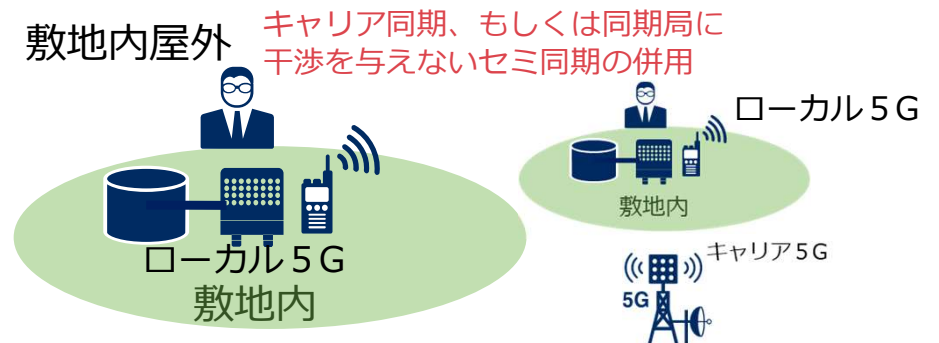 敷地内屋外
キャリア同期、もしくは同期局に
干渉を与えないセミ同期の併用
ローカル５G
敷地内
ローカル５G
敷地内
キャリア5G
5G